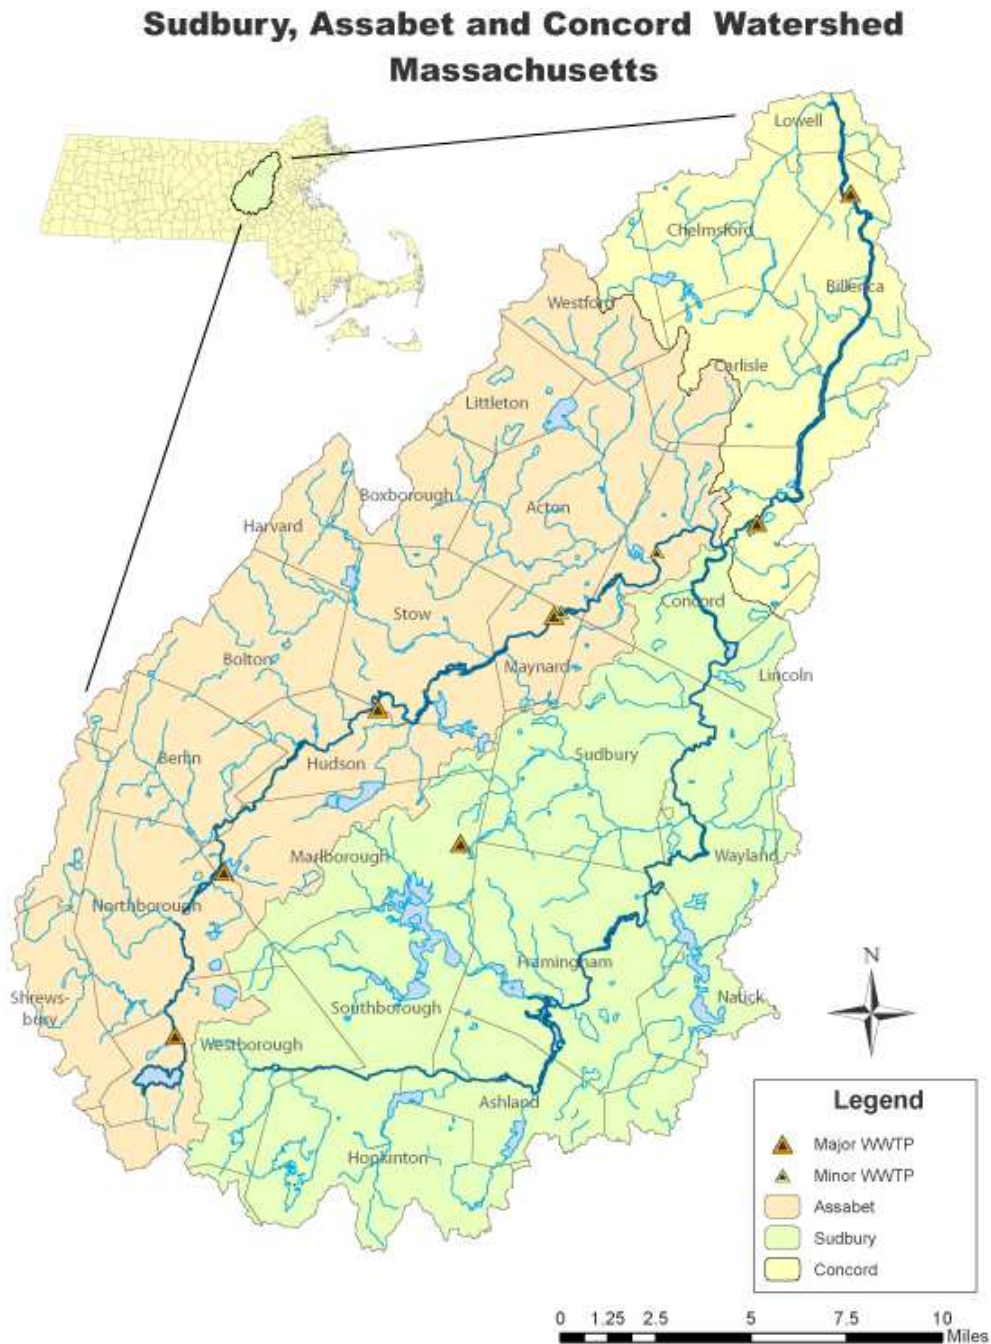 Sudbury, Assabet and Concord Watershed
Massachusetts
Lowell
Chelmsford
Billerica
Westford
Carlisle
Littleton
Boxborough
Acton
Harvard
Concord
Stow
Bolton
Maynard
Lincoln
Berlin
Hudson
Sudbury
Marlborough
Wayland
Northborough
Framingham
Shrews-
bury
Southborough
Natick
N
Westborough
Ashland
Hopkinton
Legend
Major WWTP
Minor WWTP
Assabet
Sudbury
Concord
0 1.25 2.5 5 7.5 10
Miles